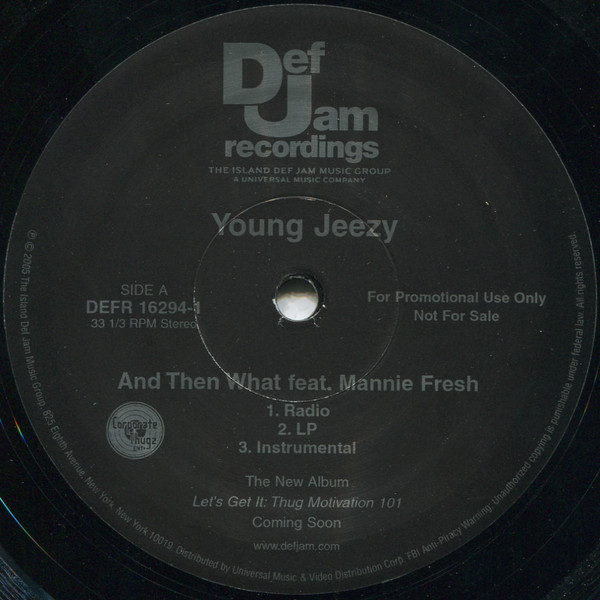 Def Jam
recordings
THE ISLAND DEF JAM MUSIC GROUP
A UNIVERSAL MUSIC COMPANY
Young Jeezy
SIDE A
DEFR 16294-1
33 1/3 RPM Stereo
For Promotional Use Only
Not For Sale
And Then What feat. Mannie Fresh
1. Radio
2. LP
3. Instrumental
Corporate Thugz ENT
The New Album
Let's Get It: Thug Motivation 101
Coming Soon
www.defjam.com
℗ © 2005 The Island Def Jam Music Group, 825 Eighth Avenue, New York, New York 10019. Distributed by Universal Music & Video Distribution Corp. FBI Anti-Piracy Warning: Unauthorized copying is punishable under federal law. All rights reserved.